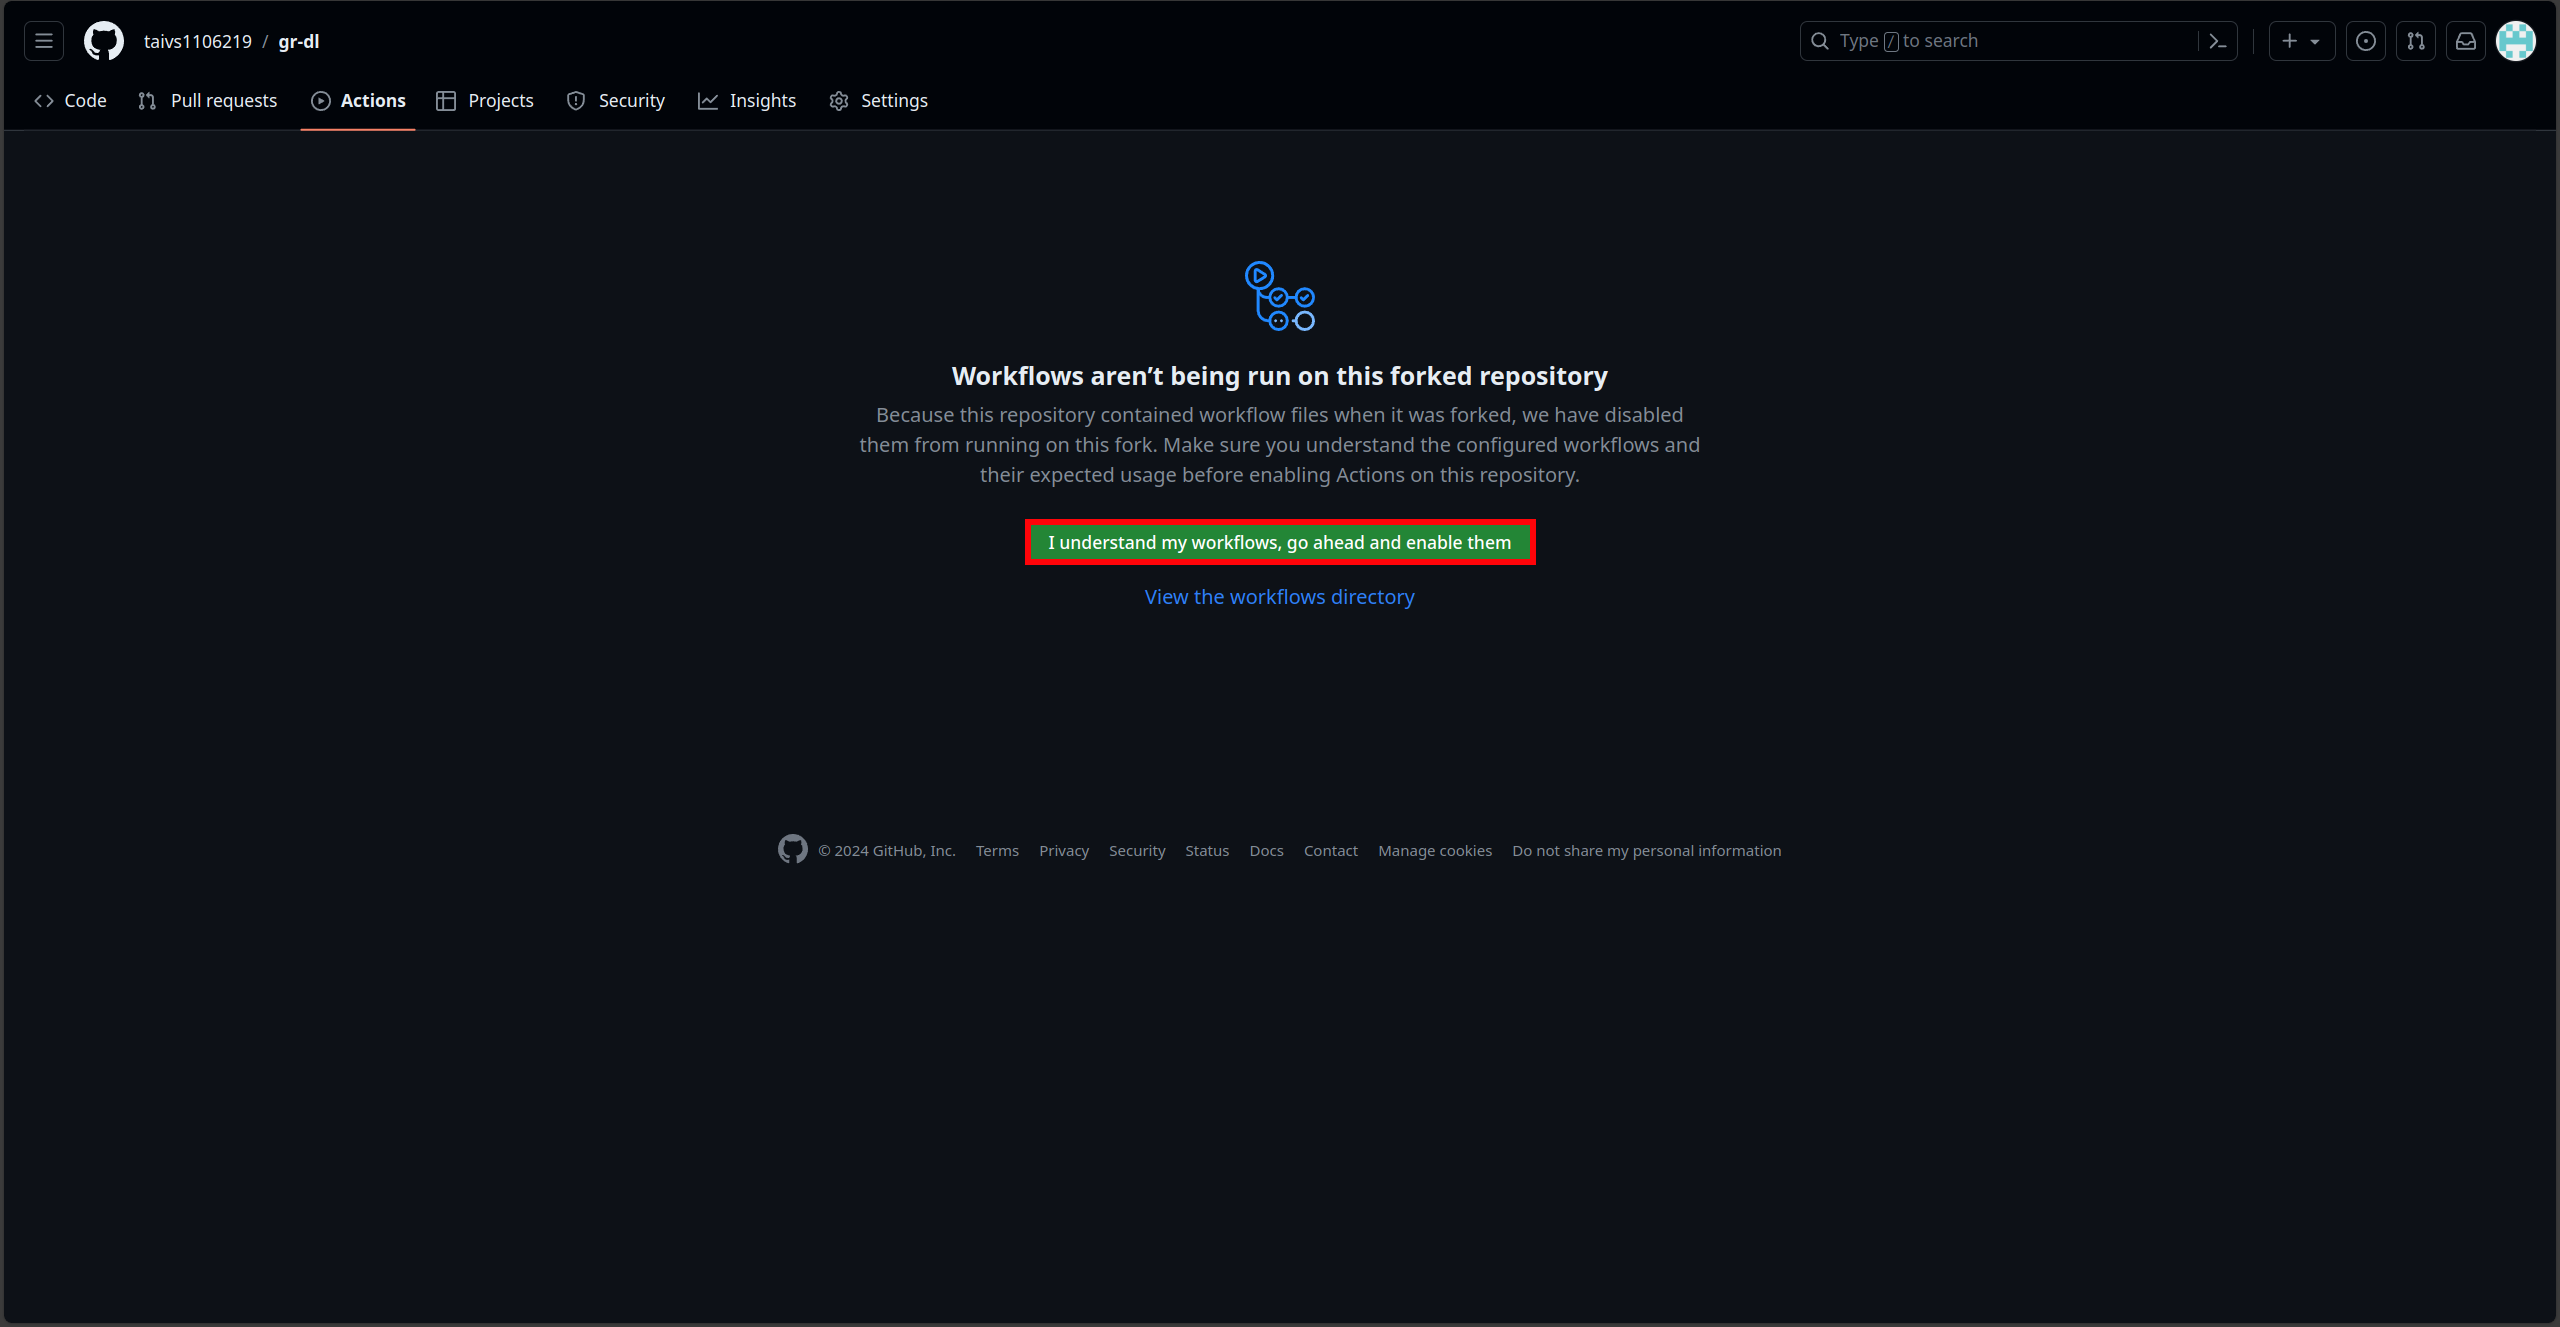 taivs1106219 / gr-dl
Type / to search
Code Pull requests Actions Projects Security Insights Settings
Workflows aren’t being run on this forked repository
Because this repository contained workflow files when it was forked, we have disabled
them from running on this fork. Make sure you understand the configured workflows and
their expected usage before enabling Actions on this repository.
I understand my workflows, go ahead and enable them
View the workflows directory
© 2024 GitHub, Inc. Terms Privacy Security Status Docs Contact Manage cookies Do not share my personal information